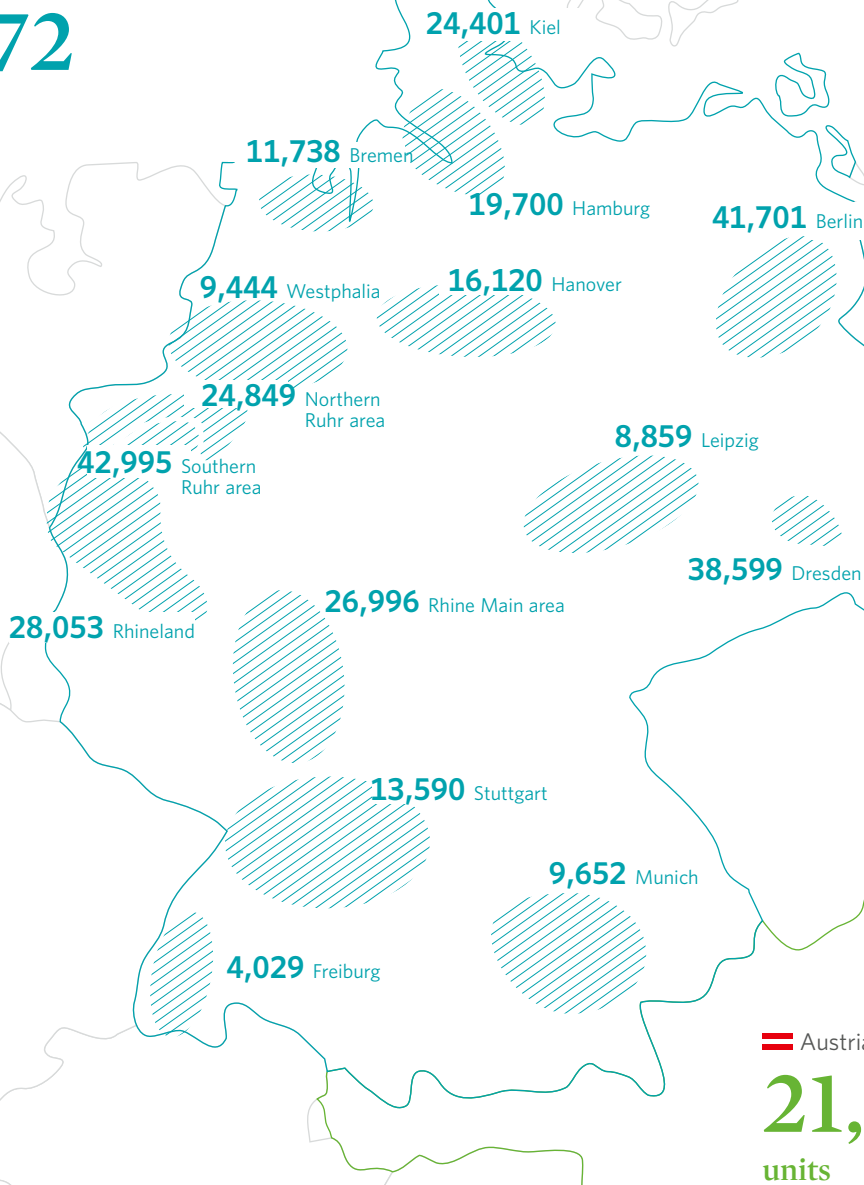 72
24,401 Kiel
11,738 Bremen
19,700 Hamburg
41,701 Berlin
9,444 Westphalia
16,120 Hanover
24,849 Northern
Ruhr area
8,859 Leipzig
42,995 Southern
Ruhr area
38,599 Dresden
26,996 Rhine Main area
28,053 Rhineland
13,590 Stuttgart
9,652 Munich
4,029 Freiburg
Austria
21,
units